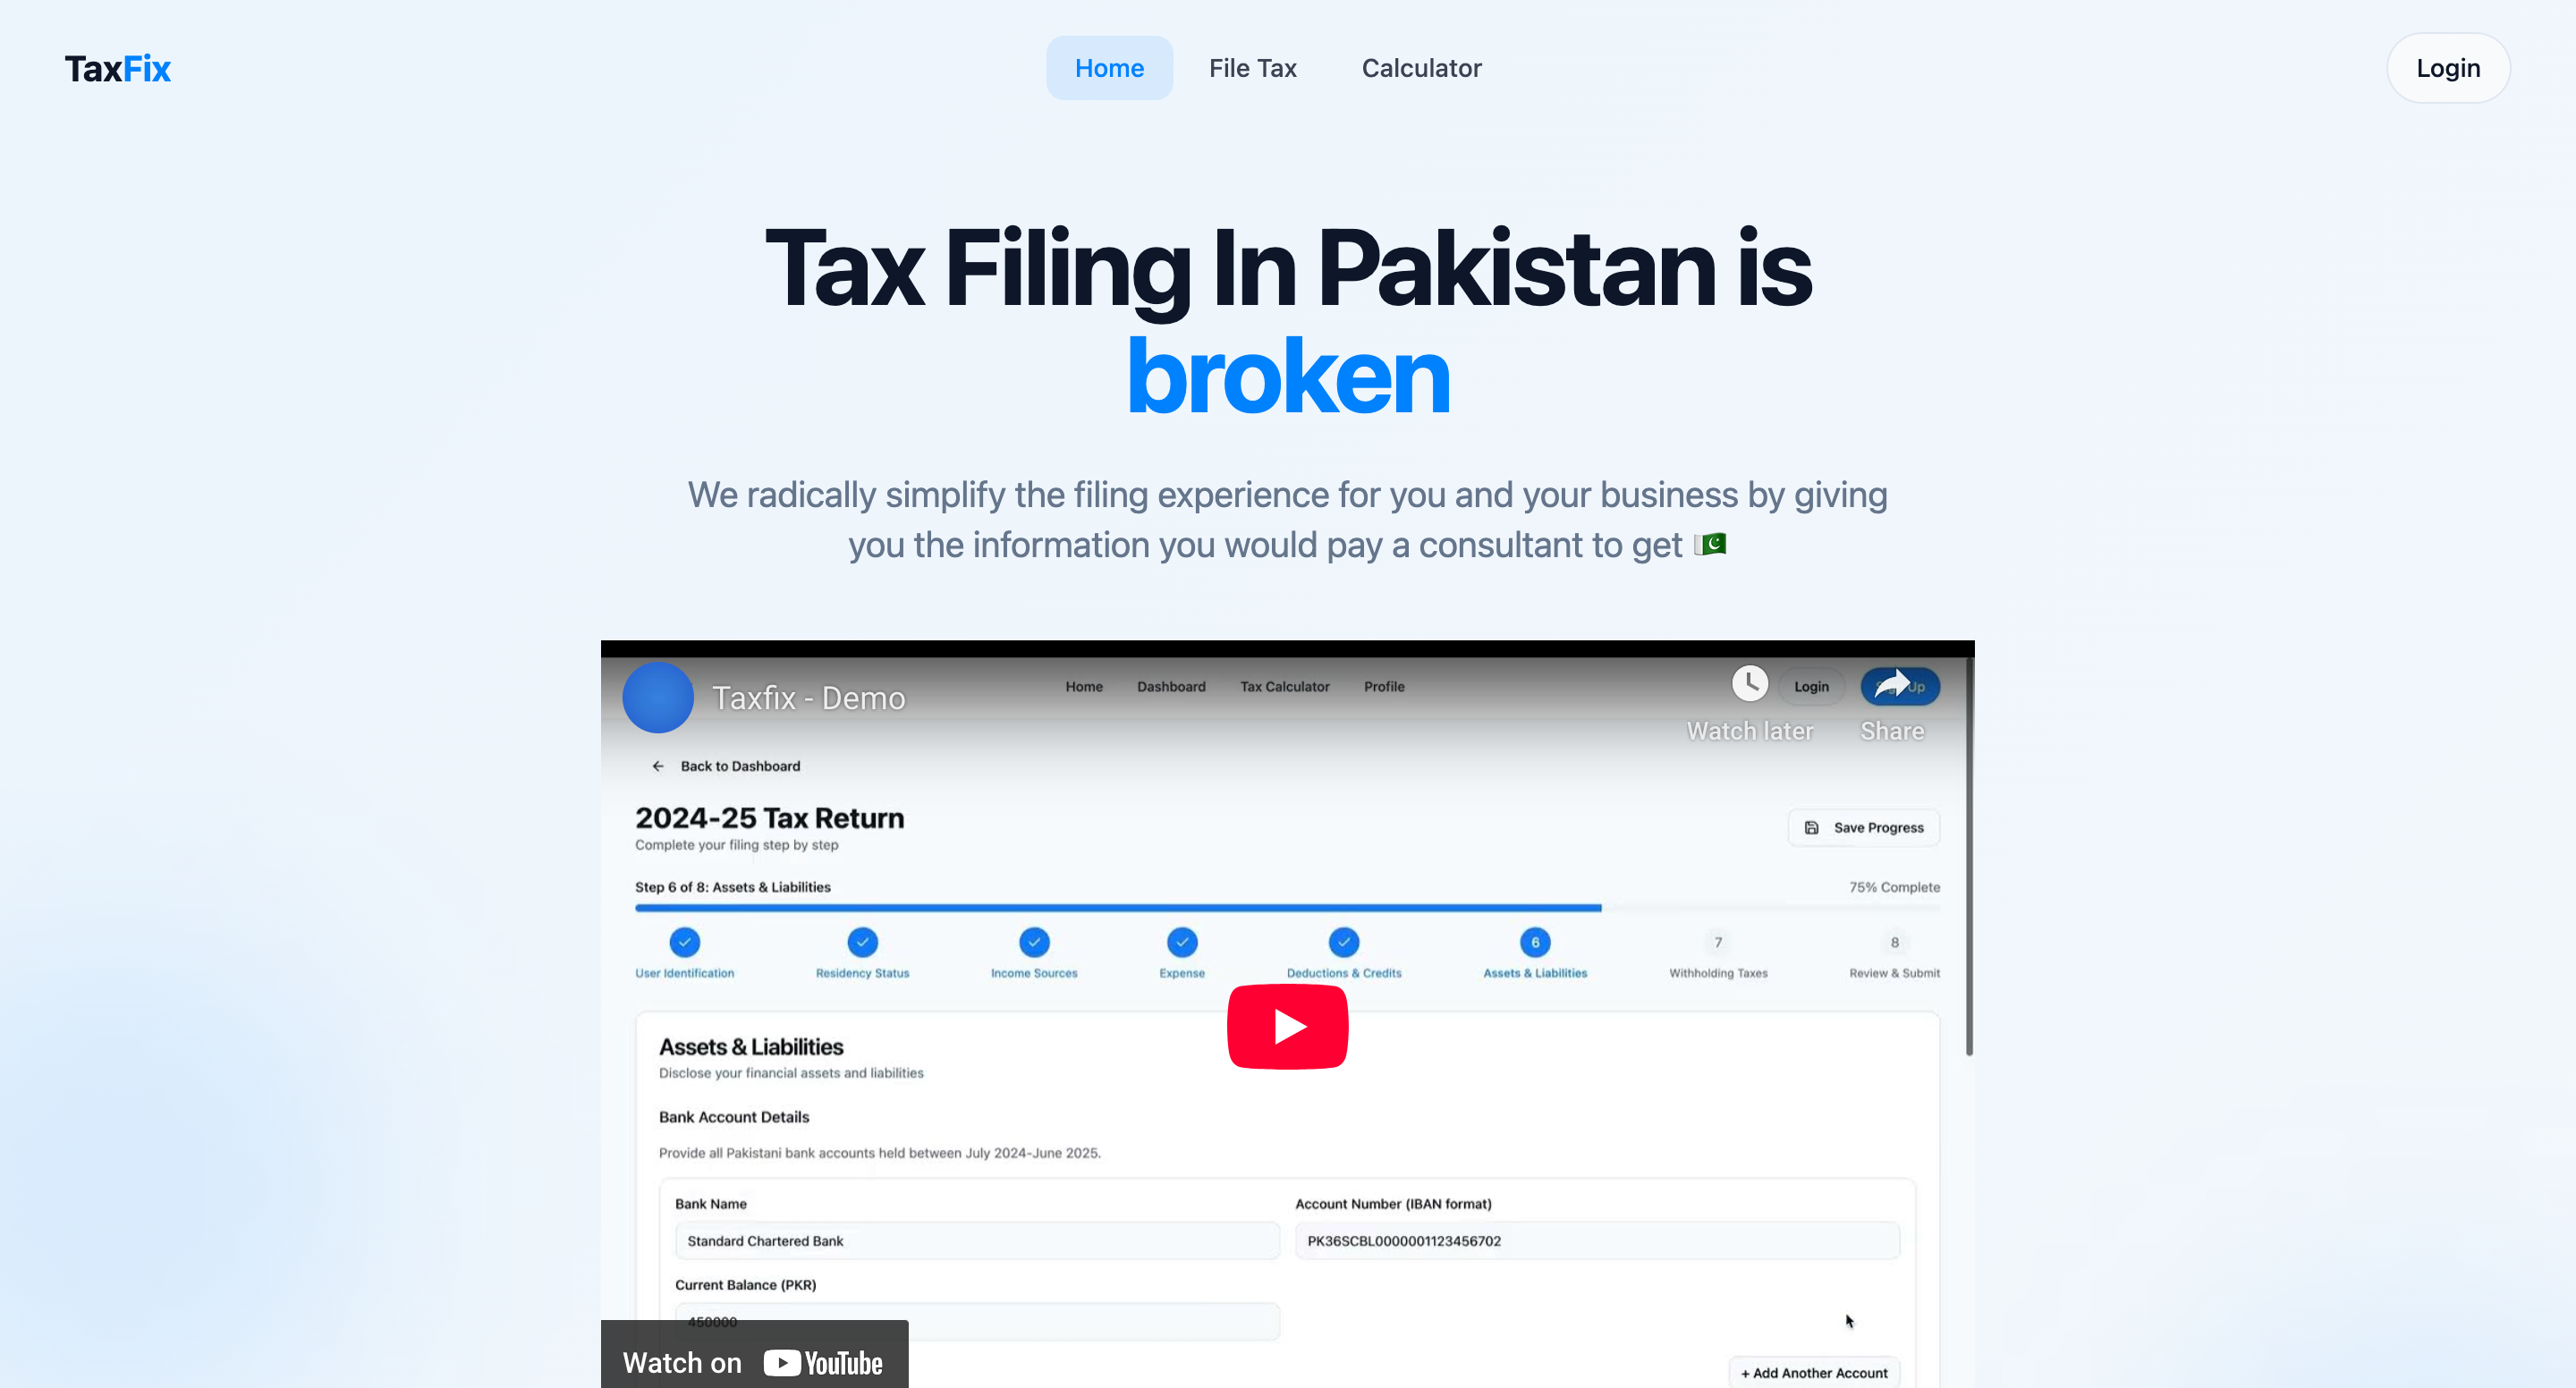 TaxFix
Home
File Tax
Calculator
Login
Tax Filing In Pakistan is
broken
We radically simplify the filing experience for you and your business by giving
you the information you would pay a consultant to get
Taxfix - Demo
Home
Dashboard
Tax Calculator
Profile
Login
Up
Watch later
Share
Back to Dashboard
2024-25 Tax Return
Complete your filing step by step
Save Progress
Step 6 of 8: Assets & Liabilities
75% Complete
6
7
8
User Identification
Residency Status
Income Sources
Expense
Deductions & Credits
Assets & Liabilities
Withholding Taxes
Review & Submit
Assets & Liabilities
Disclose your financial assets and liabilities
Bank Account Details
Provide all Pakistani bank accounts held between July 2024-June 2025.
Bank Name
Account Number (IBAN format)
Standard Chartered Bank
PK36SCBL0000001123456702
Current Balance (PKR)
450000
Watch on YouTube
+ Add Another Account